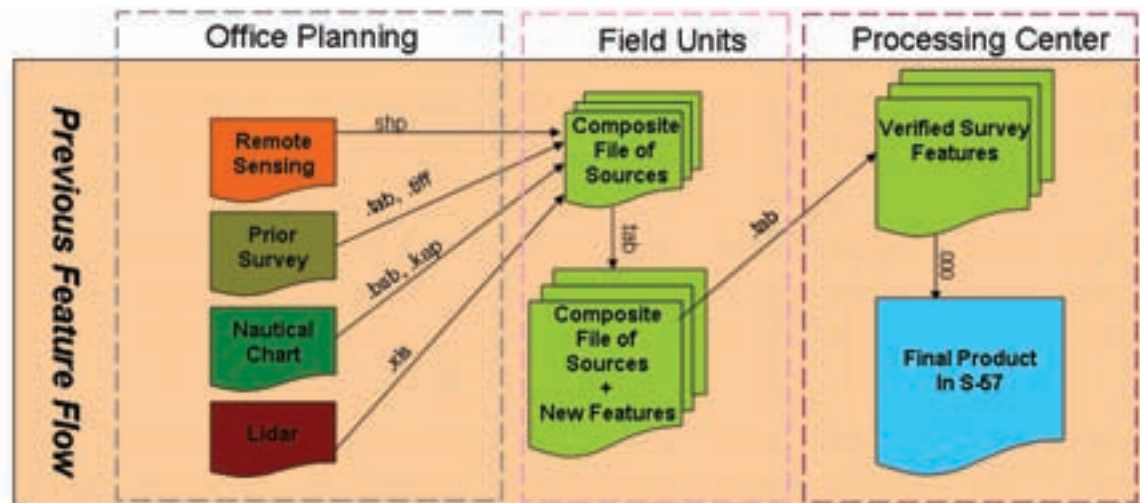 Office Planning
Field Units
Processing Center
Previous Feature Flow
Remote
Sensing
Prior
Survey
Nautical
Chart
Lidar
shp
.tab, .tiff
.bab, .kap
.xls
Composite
File of
Sources
.tab
Composite
File of
Sources
+
New Features
.tab
Verified Survey
Features
000
Final Product
In S-57